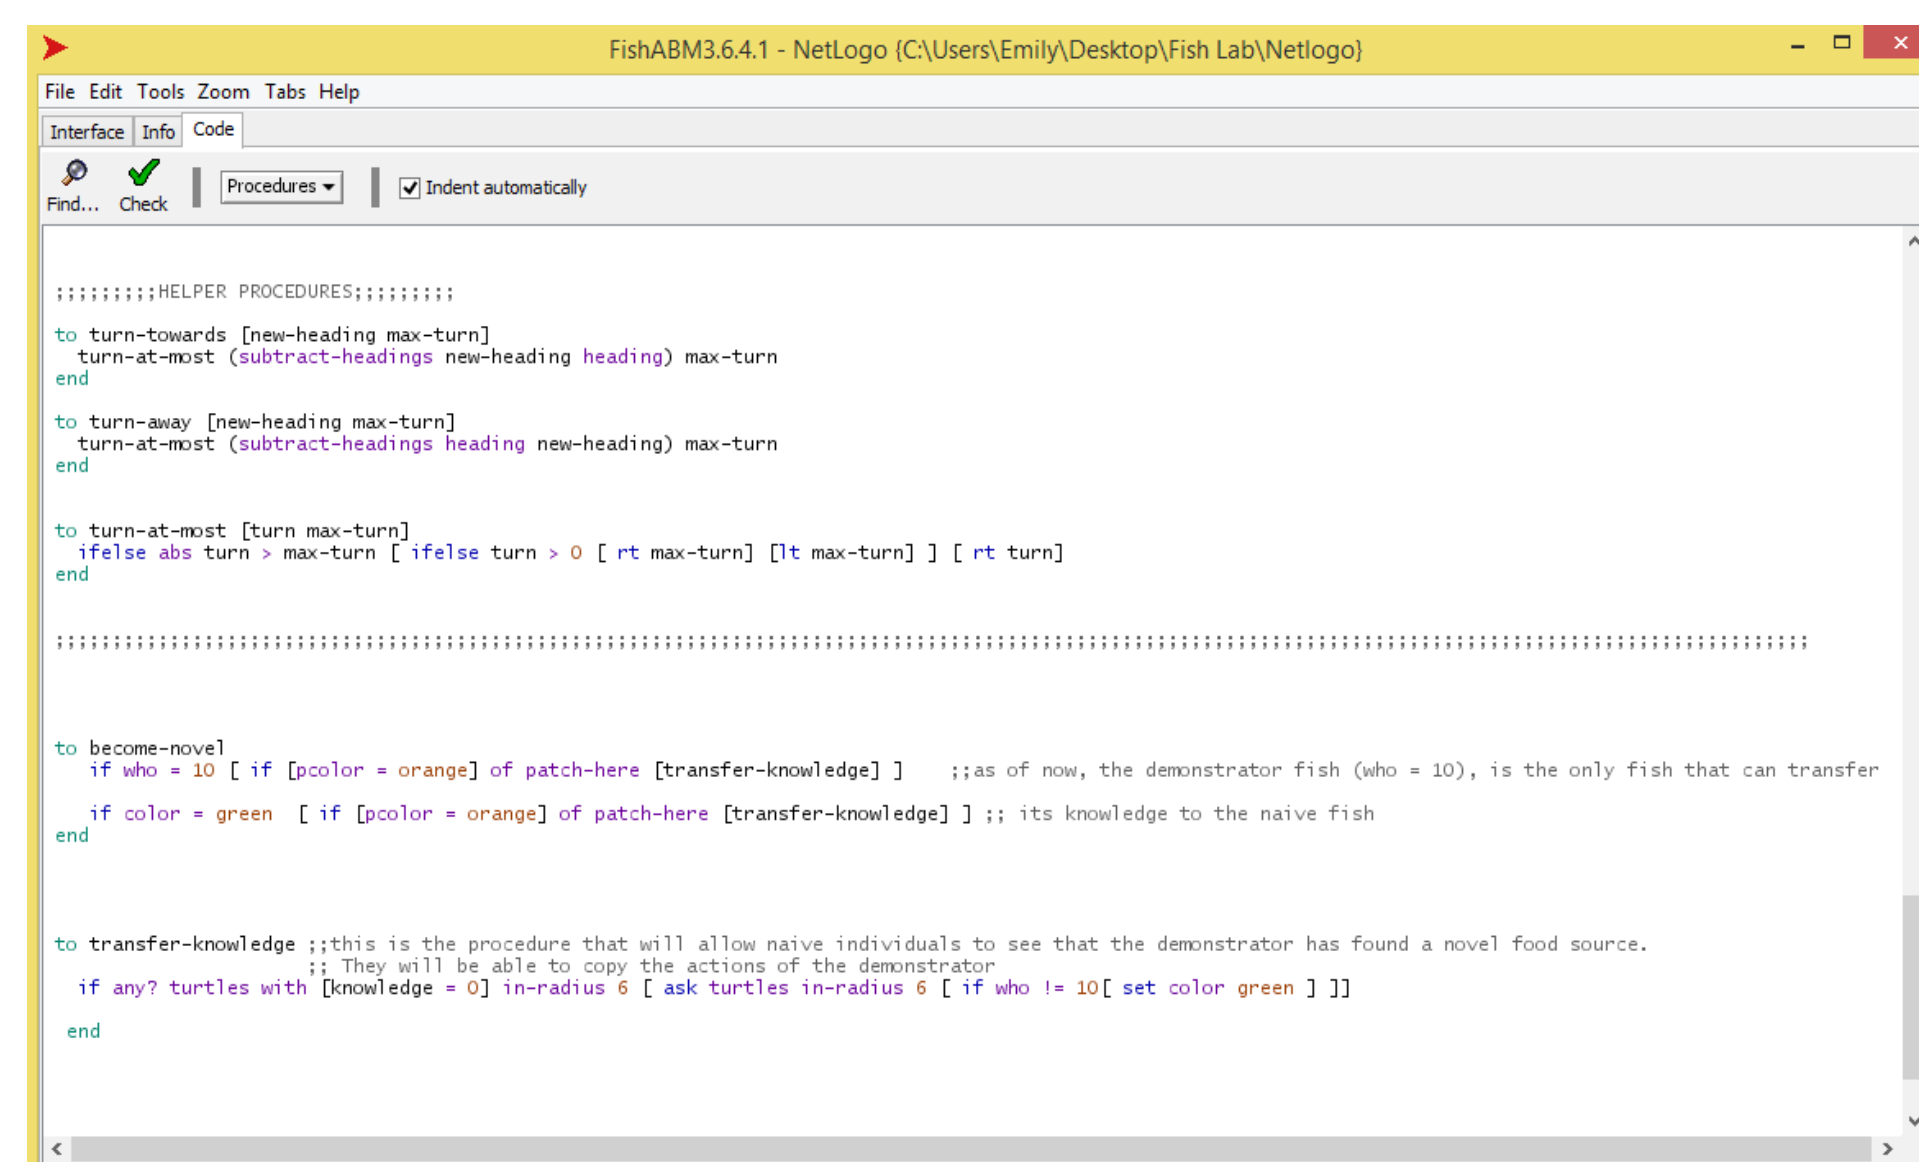 FishABM3.6.4.1 - NetLogo {C:\Users\Emily\Desktop\Fish Lab\Netlogo}
File Edit Tools Zoom Tabs Help
Interface Info Code
Find... Check Procedures Indent automatically
;;;;;;;;;HELPER PROCEDURES;;;;;;;;;
to turn-towards [new-heading max-turn]
  turn-at-most (subtract-headings new-heading heading) max-turn
end
to turn-away [new-heading max-turn]
  turn-at-most (subtract-headings heading new-heading) max-turn
end
to turn-at-most [turn max-turn]
  ifelse abs turn > max-turn [ ifelse turn > 0 [ rt max-turn] [lt max-turn] ] [ rt turn]
end
;;;;;;;;;;;;;;;;;;;;;;;;;;;;;;;;;;;;;;;;;;;;;;;;;;;;;;;;;;;;;;;;;;;;;;;;;;;;;;;;;;;;;;;;;;;;;;;;;;;;;;;;;;;;;;;;;;;;;;;;;;;;;;;;;;;;;;;;;;;;;;;;;;;;;;;;;;
to become-novel
   if who = 10 [ if [pcolor = orange] of patch-here [transfer-knowledge] ]    ;;as of now, the demonstrator fish (who = 10), is the only fish that can transfer
   if color = green  [ if [pcolor = orange] of patch-here [transfer-knowledge] ] ;; its knowledge to the naive fish
end
to transfer-knowledge ;;this is the procedure that will allow naive individuals to see that the demonstrator has found a novel food source.
                      ;; They will be able to copy the actions of the demonstrator
  if any? turtles with [knowledge = 0] in-radius 6 [ ask turtles in-radius 6 [ if who != 10[ set color green ] ]]
 end